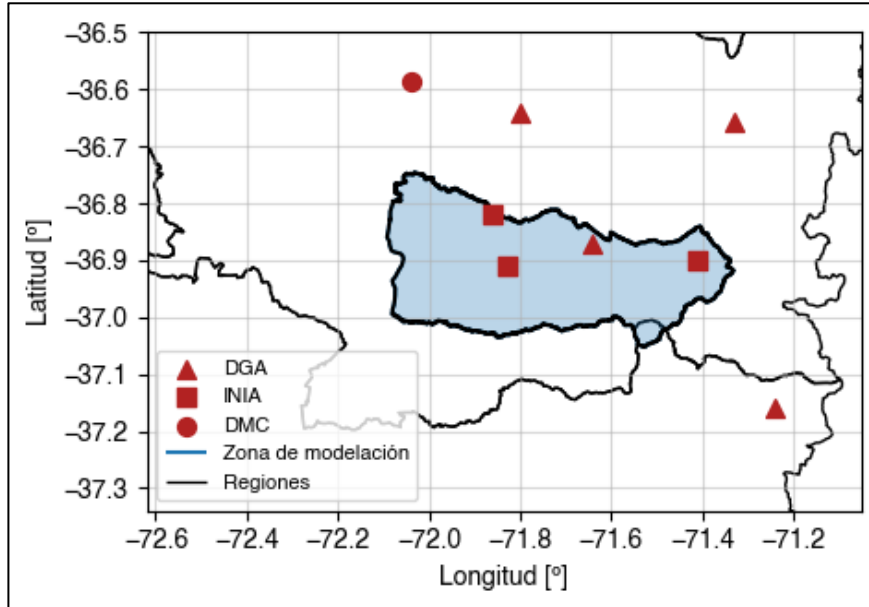 −36.5
−36.6
−36.7
−36.8
−36.9
−37.0
−37.1
−37.2
−37.3
Latitud [º]
DGA
INIA
DMC
Zona de modelación
Regiones
−72.6 −72.4 −72.2 −72.0 −71.8 −71.6 −71.4 −71.2
Longitud [º]